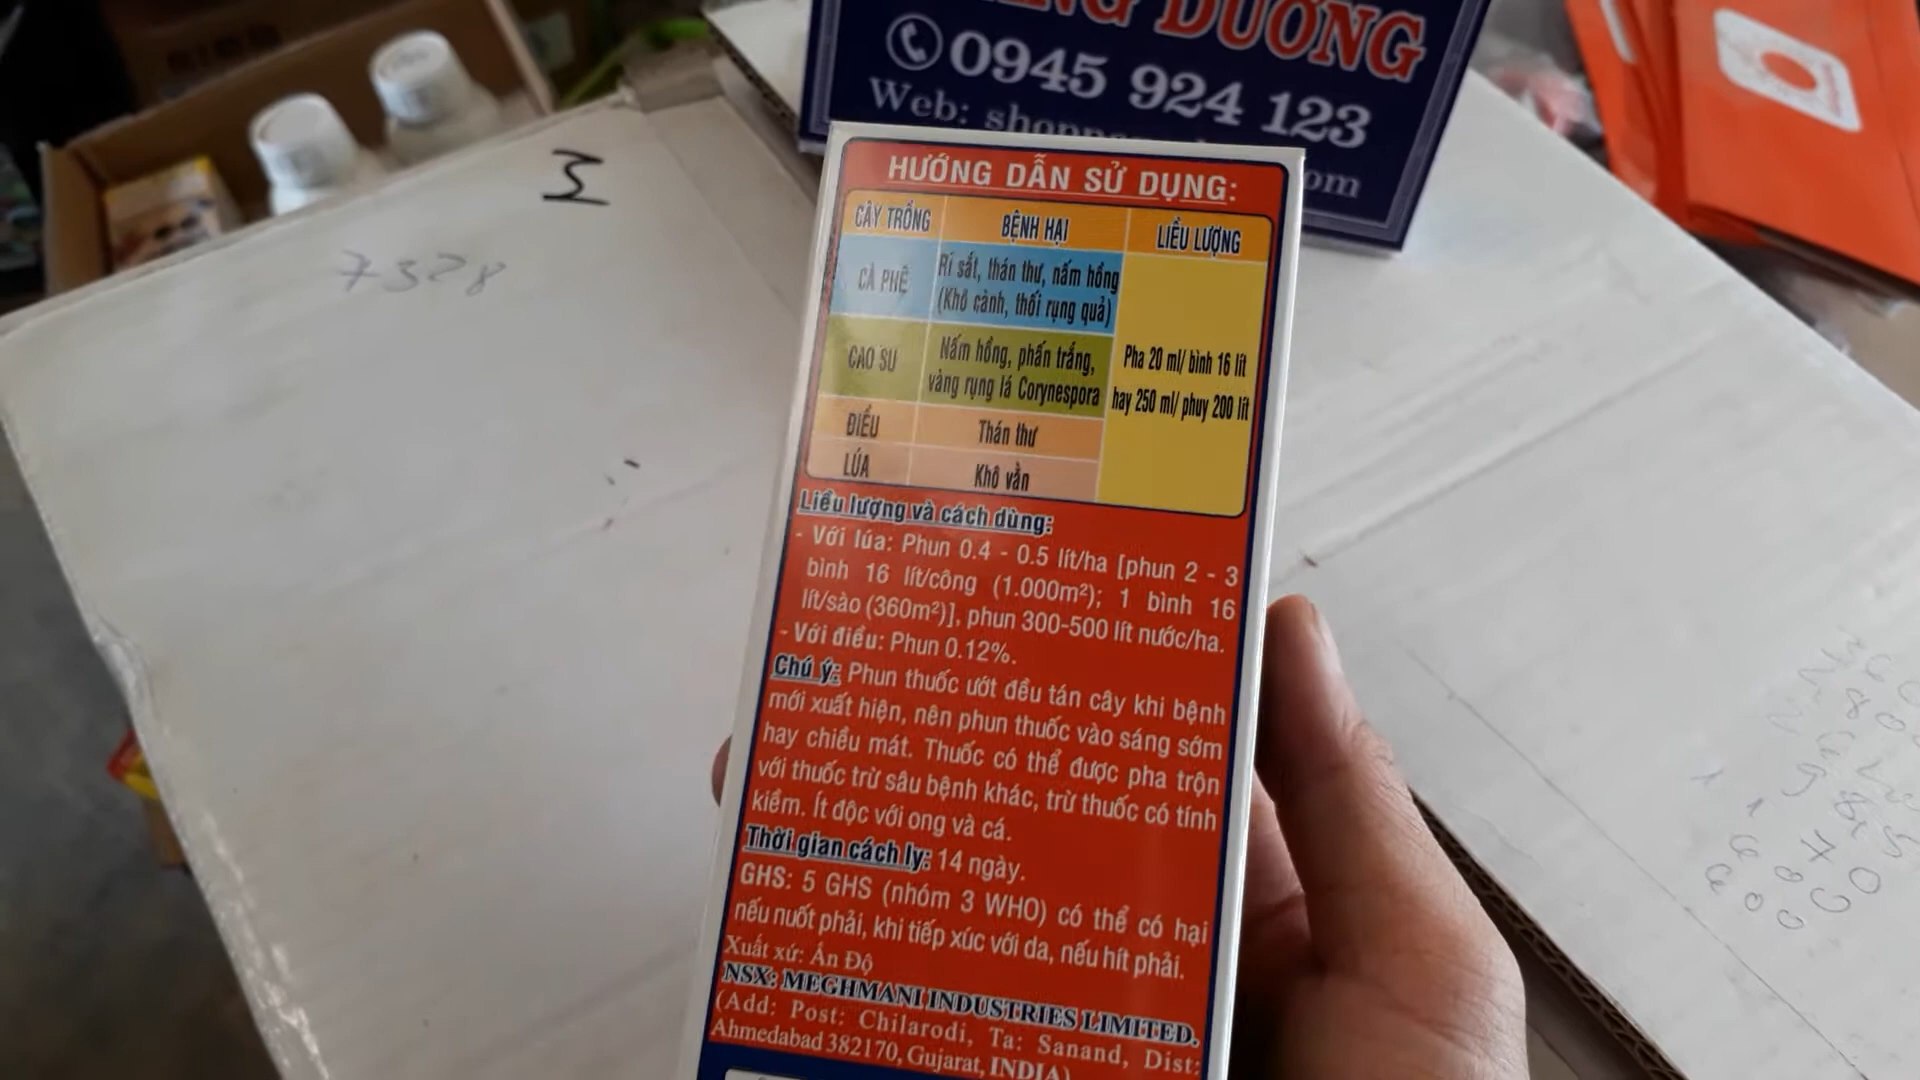 DƯƠNG
0945 924 123
Web:
om
3
7328
HƯỚNG DẪN SỬ DỤNG:
CÂY TRỒNG BỆNH HẠI LIỀU LƯỢNG
CÀ PHÊ Rỉ sắt, thán thư, nấm hồng
(Khô cành, thối rụng quả)
CAO SU Nấm hồng, phấn trắng,
vàng rụng lá Corynespora
Pha 20 ml/ bình 16 lít
hay 250 ml/ phuy 200 lít
ĐIỀU Thán thư
LÚA Khô vằn
Liều lượng và cách dùng:
- Với lúa: Phun 0.4 - 0.5 lít/ha [phun 2 - 3
bình 16 lít/công (1.000m²); 1 bình 16
lít/sào (360m²)], phun 300-500 lít nước/ha.
- Với điều: Phun 0.12%.
Chú ý: Phun thuốc ướt đều tán cây khi bệnh
mới xuất hiện, nên phun thuốc vào sáng sớm
hay chiều mát. Thuốc có thể được pha trộn
với thuốc trừ sâu bệnh khác, trừ thuốc có tính
kiềm. Ít độc với ong và cá.
Thời gian cách ly: 14 ngày.
GHS: 5 GHS (nhóm 3 WHO) có thể có hại
nếu nuốt phải, khi tiếp xúc với da, nếu hít phải.
Xuất xứ: Ấn Độ
NSX: MEGHMANI INDUSTRIES LIMITED.
(Add: Post: Chilarodi, Ta: Sanand, Dist:
Ahmedabad 382170, Gujarat, INDIA)